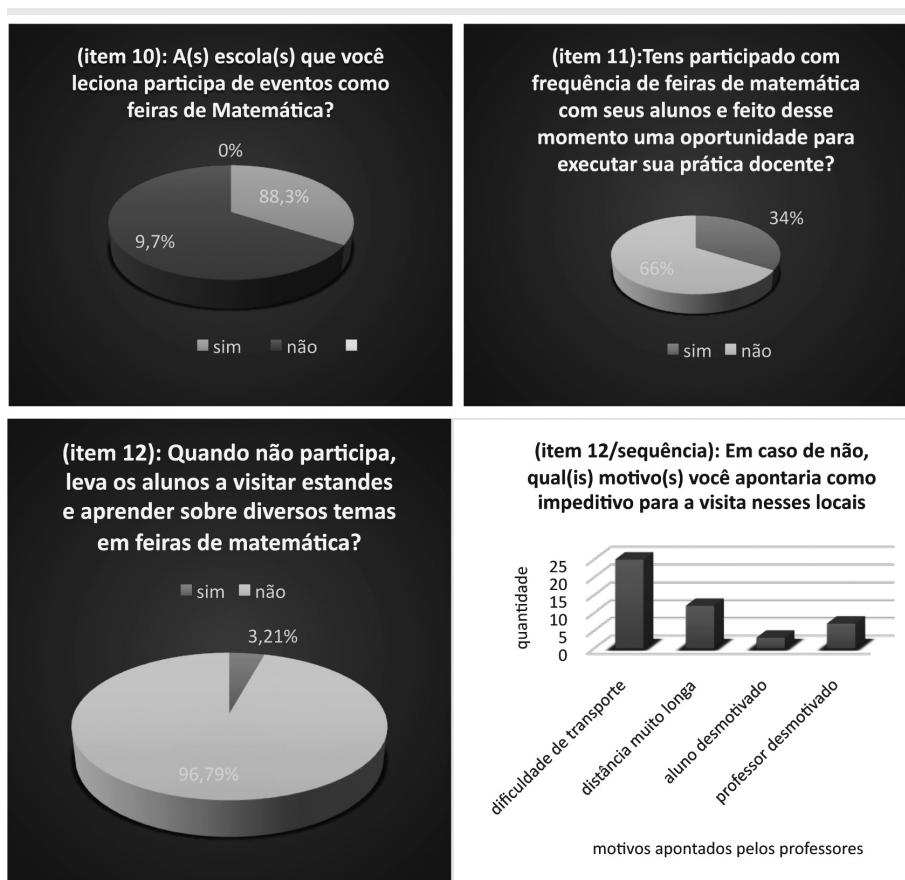 (item 10): A(s) escola(s) que você
leciona participa de eventos como
feiras de Matemática?
0%
88,3%
9,7%
sim não
(item 11):Tens participado com
frequência de feiras de matemática
com seus alunos e feito desse
momento uma oportunidade para
executar sua prática docente?
34%
66%
sim não
(item 12): Quando não participa,
leva os alunos a visitar estandes
e aprender sobre diversos temas
em feiras de matemática?
sim não
3,21%
96,79%
(item 12/sequência): Em caso de não,
qual(is) motivo(s) você apontaria como
impeditivo para a visita nesses locais
quantidade
25
20
15
10
5
0
dificuldade de transporte
distância muito longa
aluno desmotivado
professor desmotivado
motivos apontados pelos professores